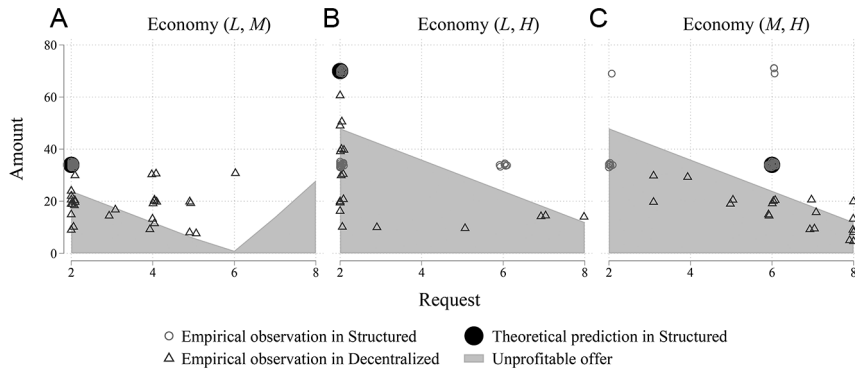 A Economy (L, M) B Economy (L, H) C Economy (M, H)
80
60
40
20
0
Amount
2 4 6 8 2 4 6 8 2 4 6 8
Request
Empirical observation in Structured Theoretical prediction in Structured
Empirical observation in Decentralized Unprofitable offer